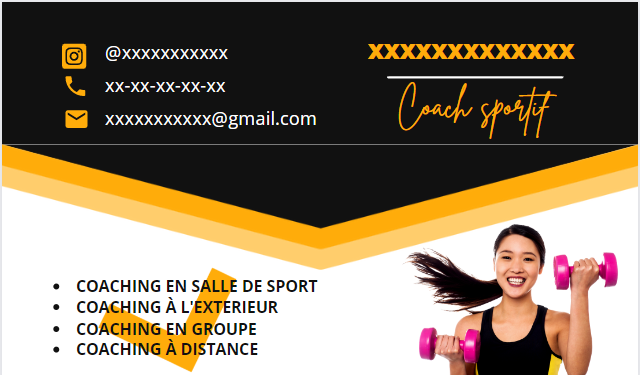 @xxxxxxxxxxx
xx-xx-xx-xx-xx
xxxxxxxxxxx@gmail.com
XXXXXXXXXXXXX
Coach sportif
• COACHING EN SALLE DE SPORT
• COACHING À L'EXTERIEUR
• COACHING EN GROUPE
• COACHING À DISTANCE